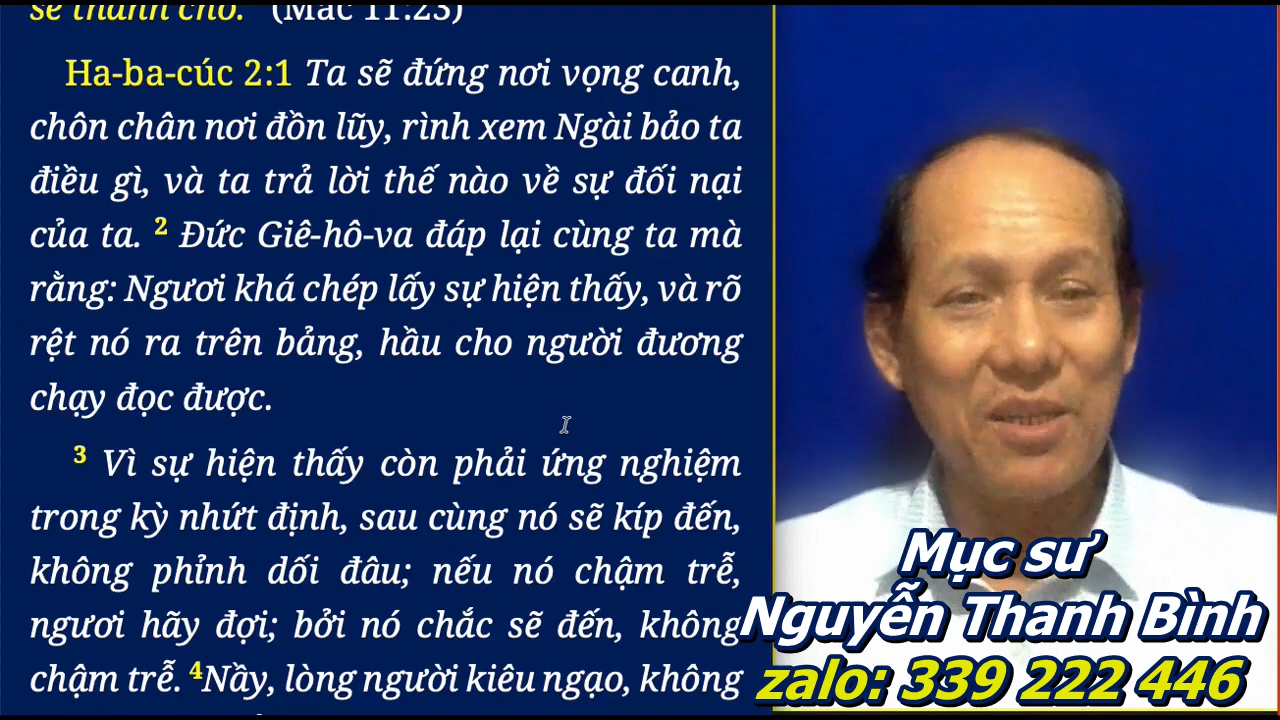 sẽ thành cho." (Mác 11:23)
Ha-ba-cúc 2:1 Ta sẽ đứng nơi vọng canh,
chôn chân nơi đồn lũy, rình xem Ngài bảo ta
điều gì, và ta trả lời thế nào về sự đối nại
của ta. 2 Đức Giê-hô-va đáp lại cùng ta mà
rằng: Ngươi khá chép lấy sự hiện thấy, và rõ
rệt nó ra trên bảng, hầu cho người đương
chạy đọc được.
3 Vì sự hiện thấy còn phải ứng nghiệm
trong kỳ nhứt định, sau cùng nó sẽ kíp đến,
không phỉnh dối đâu; nếu nó chậm trễ,
ngươi hãy đợi; bởi nó chắc sẽ đến, không
chậm trễ. 4Nầy, lòng người kiêu ngạo, không
Mục sư
Nguyễn Thanh Bình
zalo: 339 222 446